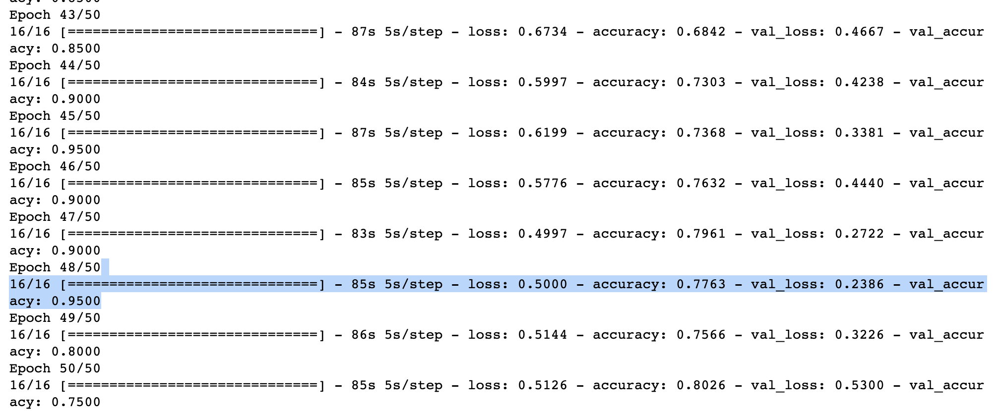 acy: 0.8500
Epoch 43/50
16/16 [==============================] - 87s 5s/step - loss: 0.6734 - accuracy: 0.6842 - val_loss: 0.4667 - val_accur
acy: 0.8500
Epoch 44/50
16/16 [==============================] - 84s 5s/step - loss: 0.5997 - accuracy: 0.7303 - val_loss: 0.4238 - val_accur
acy: 0.9000
Epoch 45/50
16/16 [==============================] - 87s 5s/step - loss: 0.6199 - accuracy: 0.7368 - val_loss: 0.3381 - val_accur
acy: 0.9500
Epoch 46/50
16/16 [==============================] - 85s 5s/step - loss: 0.5776 - accuracy: 0.7632 - val_loss: 0.4440 - val_accur
acy: 0.9000
Epoch 47/50
16/16 [==============================] - 83s 5s/step - loss: 0.4997 - accuracy: 0.7961 - val_loss: 0.2722 - val_accur
acy: 0.9000
Epoch 48/50
16/16 [==============================] - 85s 5s/step - loss: 0.5000 - accuracy: 0.7763 - val_loss: 0.2386 - val_accur
acy: 0.9500
Epoch 49/50
16/16 [==============================] - 86s 5s/step - loss: 0.5144 - accuracy: 0.7566 - val_loss: 0.3226 - val_accur
acy: 0.8000
Epoch 50/50
16/16 [==============================] - 85s 5s/step - loss: 0.5126 - accuracy: 0.8026 - val_loss: 0.5300 - val_accur
acy: 0.7500